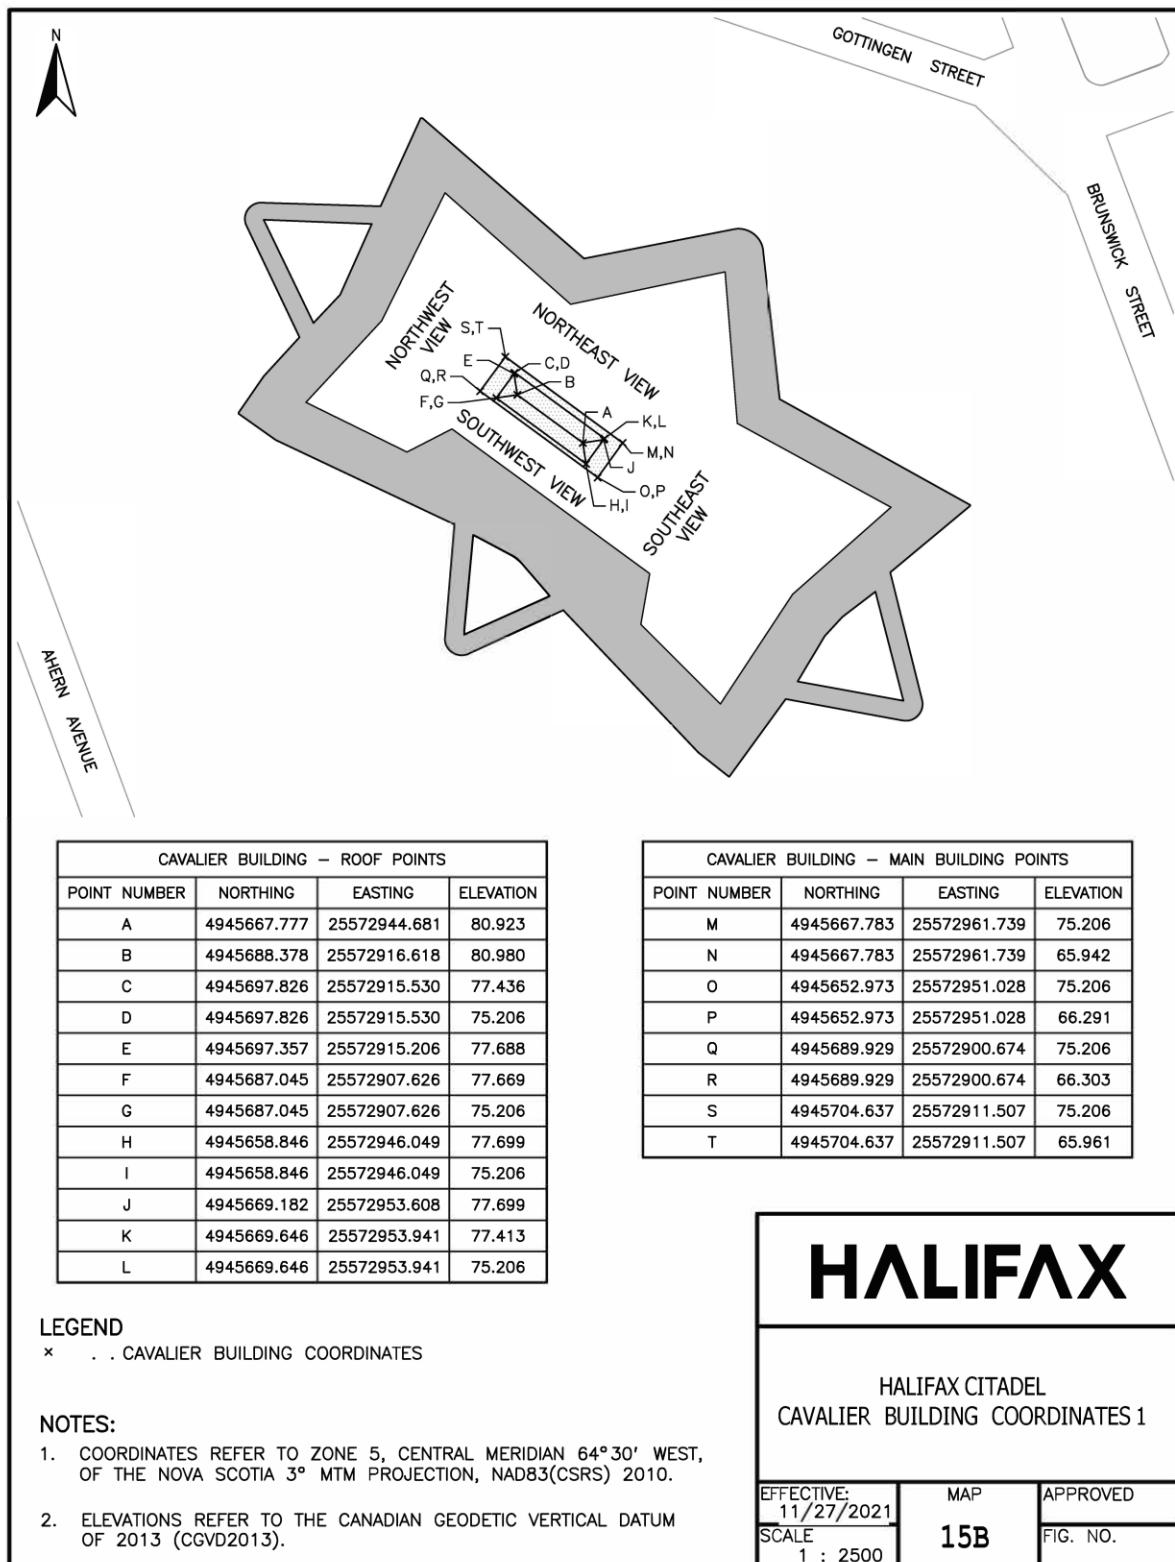 N
GOTTINGEN STREET
BRUNSWICK STREET
NORTHWEST
VIEW
S,T
NORTHEAST VIEW
E
C,D
Q,R
B
F,G
A
K,L
SOUTHWEST VIEW
M,N
J
O,P
H,I
SOUTHEAST
VIEW
AHERN AVENUE
CAVALIER BUILDING – ROOF POINTS
POINT NUMBER NORTHING EASTING ELEVATION
A 4945667.777 25572944.681 80.923
B 4945688.378 25572916.618 80.980
C 4945697.826 25572915.530 77.436
D 4945697.826 25572915.530 75.206
E 4945697.357 25572915.206 77.688
F 4945687.045 25572907.626 77.669
G 4945687.045 25572907.626 75.206
H 4945658.846 25572946.049 77.699
I 4945658.846 25572946.049 75.206
J 4945669.182 25572953.608 77.699
K 4945669.646 25572953.941 77.413
L 4945669.646 25572953.941 75.206
CAVALIER BUILDING – MAIN BUILDING POINTS
POINT NUMBER NORTHING EASTING ELEVATION
M 4945667.783 25572961.739 75.206
N 4945667.783 25572961.739 65.942
O 4945652.973 25572951.028 75.206
P 4945652.973 25572951.028 66.291
Q 4945689.929 25572900.674 75.206
R 4945689.929 25572900.674 66.303
S 4945704.637 25572911.507 75.206
T 4945704.637 25572911.507 65.961
LEGEND
× . . CAVALIER BUILDING COORDINATES
NOTES:
1. COORDINATES REFER TO ZONE 5, CENTRAL MERIDIAN 64°30' WEST,
OF THE NOVA SCOTIA 3° MTM PROJECTION, NAD83(CSRS) 2010.
2. ELEVATIONS REFER TO THE CANADIAN GEODETIC VERTICAL DATUM
OF 2013 (CGVD2013).
HALIFAX
HALIFAX CITADEL
CAVALIER BUILDING COORDINATES 1
EFFECTIVE:
11/27/2021
SCALE
1 : 2500
MAP
15B
APPROVED
FIG. NO.